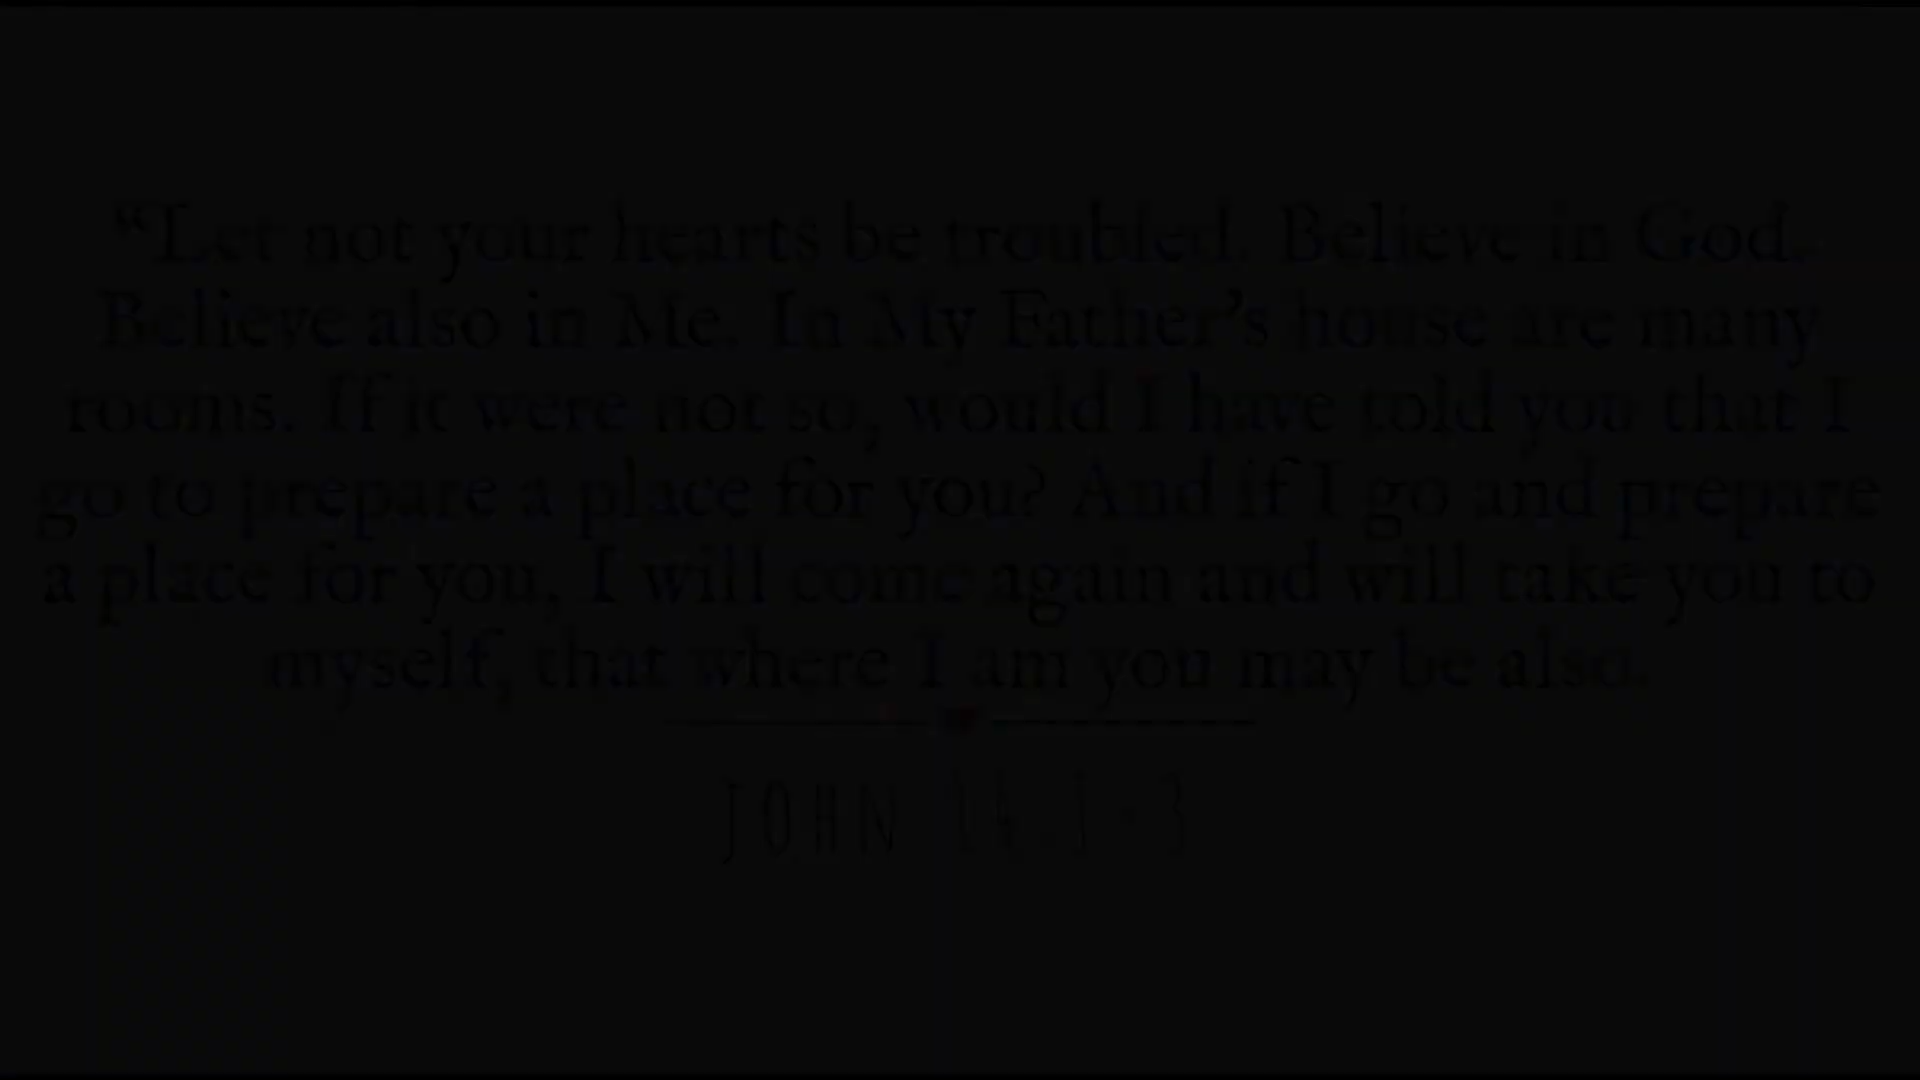 “Let not your hearts be troubled. Believe in God.
Believe also in Me. In My Father’s house are many
rooms. If it were not so, would I have told you that I
go to prepare a place for you? And if I go and prepare
a place for you, I will come again and will take you to
myself, that where I am you may be also.
JOHN 14:1-3